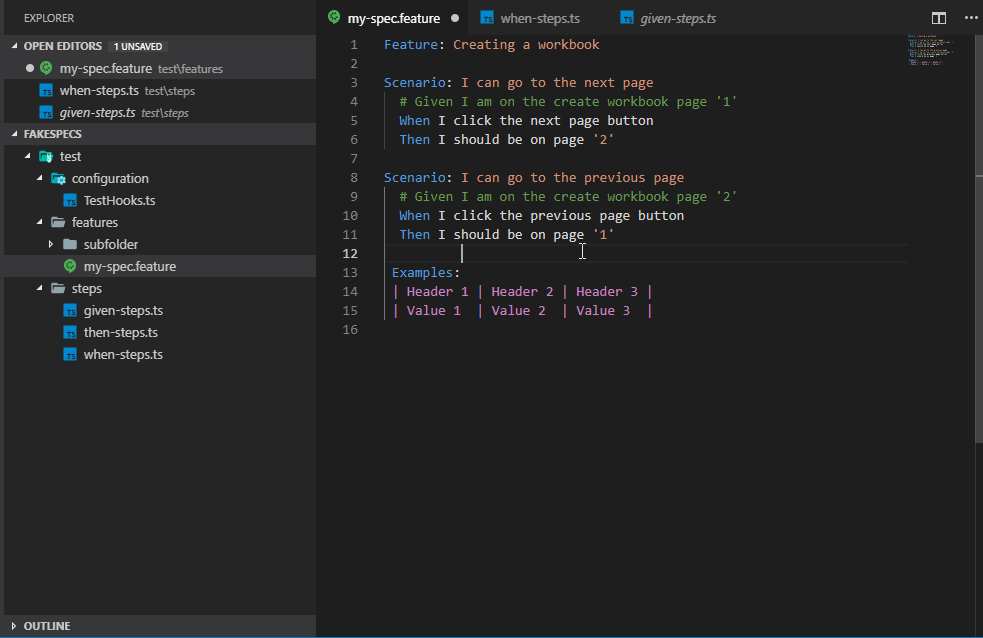 EXPLORER
OPEN EDITORS 1 UNSAVED
my-spec.feature test\features
when-steps.ts test\steps
given-steps.ts test\steps
FAKESPECS
test
configuration
TestHooks.ts
features
subfolder
my-spec.feature
steps
given-steps.ts
then-steps.ts
when-steps.ts
OUTLINE
my-spec.feature when-steps.ts given-steps.ts
1 Feature: Creating a workbook
2
3 Scenario: I can go to the next page
4 # Given I am on the create workbook page '1'
5 When I click the next page button
6 Then I should be on page '2'
7
8 Scenario: I can go to the previous page
9 # Given I am on the create workbook page '2'
10 When I click the previous page button
11 Then I should be on page '1'
12
13 Examples:
14 | Header 1 | Header 2 | Header 3 |
15 | Value 1 | Value 2 | Value 3 |
16